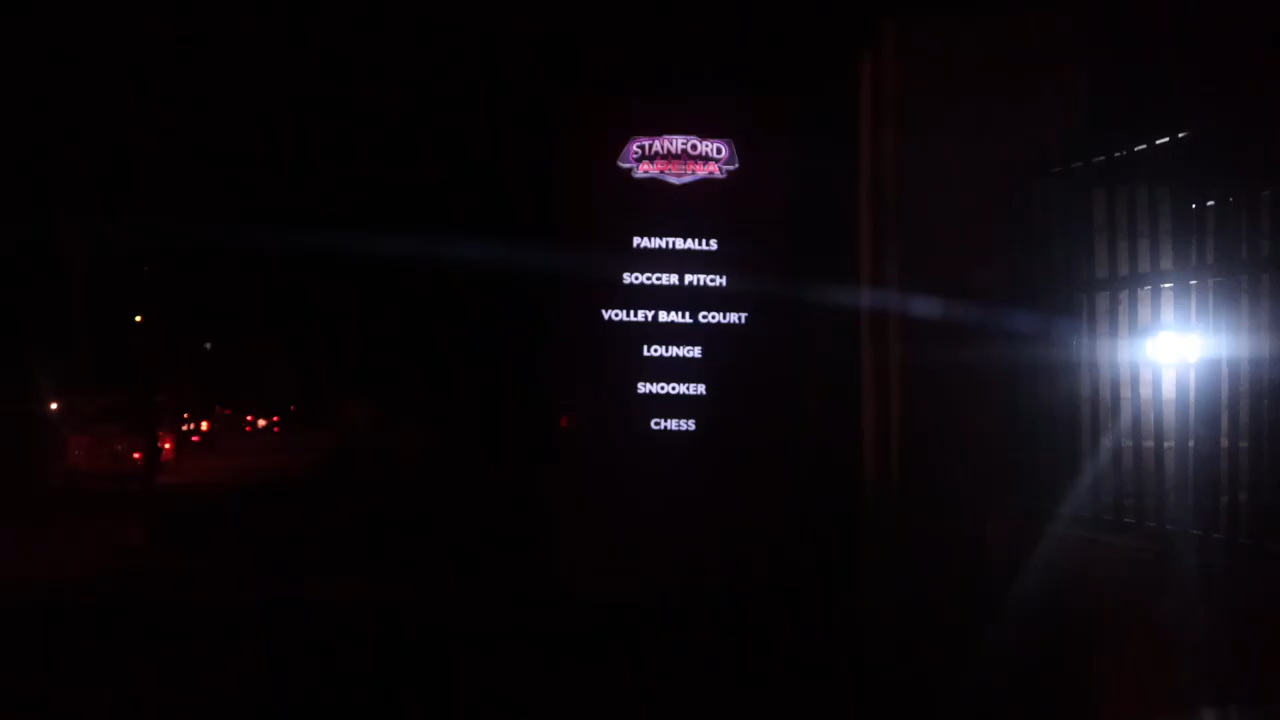 STANFORD
ARENA
PAINTBALLS
SOCCER PITCH
VOLLEY BALL COURT
LOUNGE
SNOOKER
CHESS